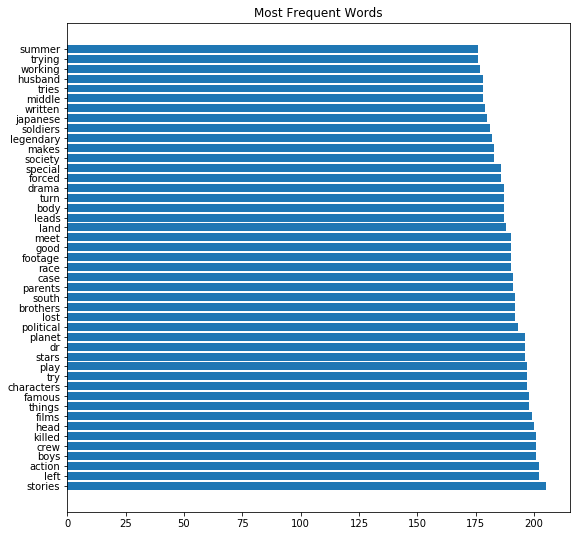 Most Frequent Words
summer
trying
working
husband
tries
middle
written
japanese
soldiers
legendary
makes
society
special
forced
drama
turn
body
leads
land
meet
good
footage
race
case
parents
south
brothers
lost
political
planet
dr
stars
play
try
characters
famous
things
films
head
killed
crew
boys
action
left
stories
0 25 50 75 100 125 150 175 200